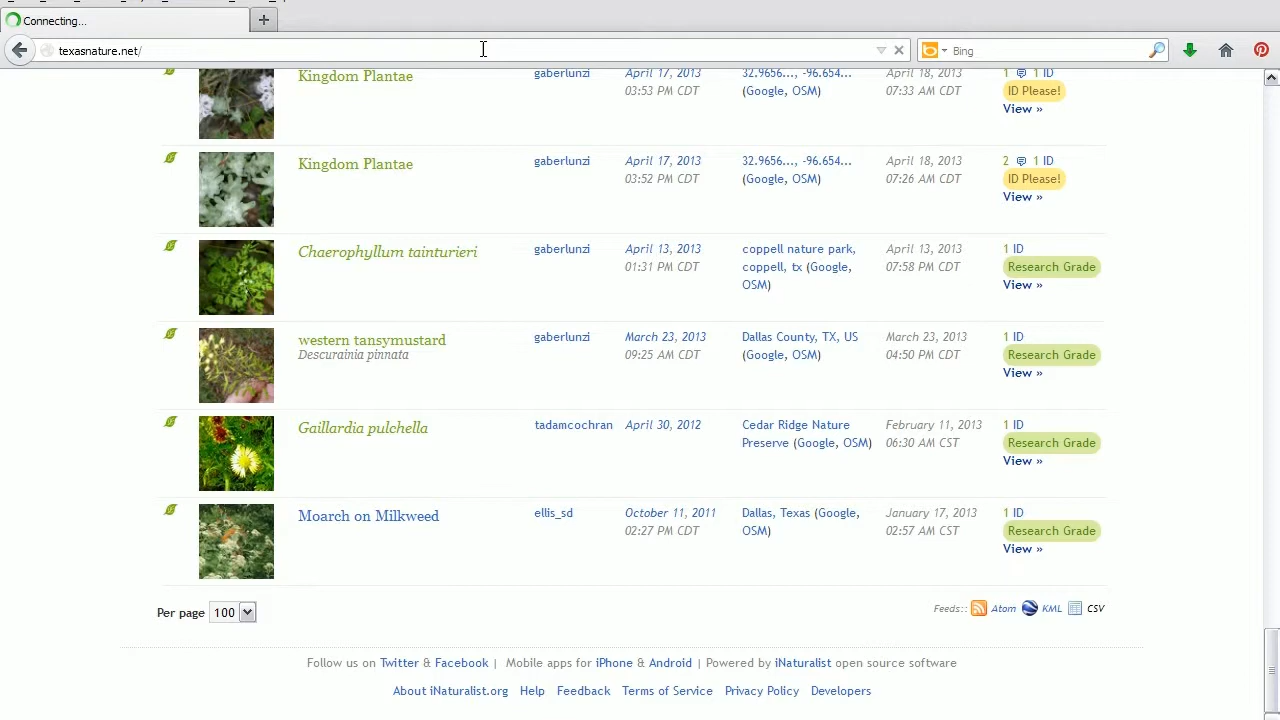 Connecting...
texasnature.net/
Bing
Kingdom Plantae
gaberlunzi
April 17, 2013
03:53 PM CDT
32.9656..., -96.654...
(Google, OSM)
April 18, 2013
07:33 AM CDT
1 1 ID
ID Please!
View »
Kingdom Plantae
gaberlunzi
April 17, 2013
03:52 PM CDT
32.9656..., -96.654...
(Google, OSM)
April 18, 2013
07:26 AM CDT
2 1 ID
ID Please!
View »
Chaerophyllum tainturieri
gaberlunzi
April 13, 2013
01:31 PM CDT
coppell nature park,
coppell, tx (Google,
OSM)
April 13, 2013
07:58 PM CDT
1 ID
Research Grade
View »
western tansymustard
Descurainia pinnata
gaberlunzi
March 23, 2013
09:25 AM CDT
Dallas County, TX, US
(Google, OSM)
March 23, 2013
04:50 PM CDT
1 ID
Research Grade
View »
Gaillardia pulchella
tadamcochran
April 30, 2012
Cedar Ridge Nature
Preserve (Google, OSM)
February 11, 2013
06:30 AM CST
1 ID
Research Grade
View »
Moarch on Milkweed
ellis_sd
October 11, 2011
02:27 PM CDT
Dallas, Texas (Google,
OSM)
January 17, 2013
02:57 AM CST
1 ID
Research Grade
View »
Per page 100
Feeds:: Atom KML CSV
Follow us on Twitter & Facebook | Mobile apps for iPhone & Android | Powered by iNaturalist open source software
About iNaturalist.org Help Feedback Terms of Service Privacy Policy Developers